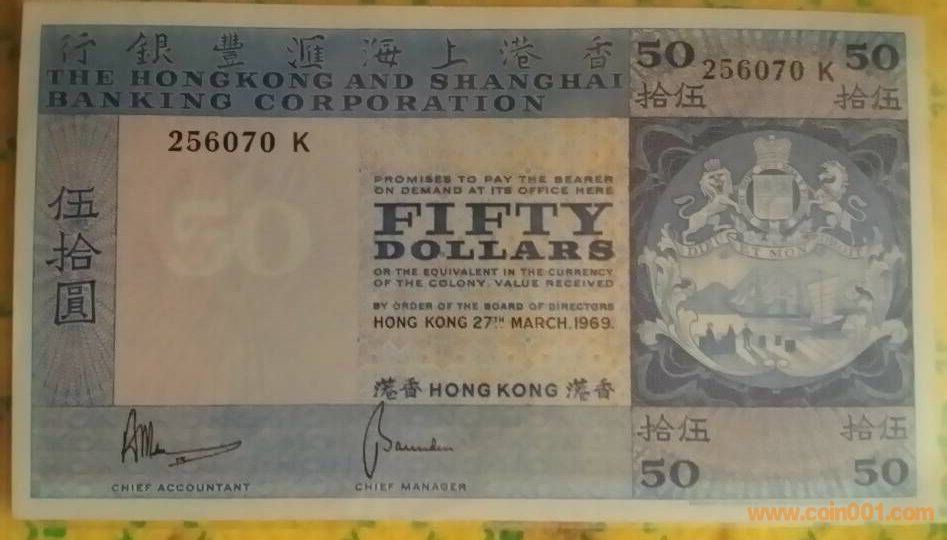 行銀豐滙海上港香
THE HONGKONG AND SHANGHAI
BANKING CORPORATION
50 256070 K 50
拾伍 拾伍
256070 K
伍拾圓
50
PROMISES TO PAY THE BEARER
ON DEMAND AT ITS OFFICE HERE
FIFTY
DOLLARS
OR THE EQUIVALENT IN THE CURRENCY
OF THE COLONY. VALUE RECEIVED
BY ORDER OF THE BOARD OF DIRECTORS
HONG KONG 27TH MARCH, 1969.
港香 HONG KONG 港香
CHIEF ACCOUNTANT
CHIEF MANAGER
拾伍 拾伍
50 50
www.coin001.com